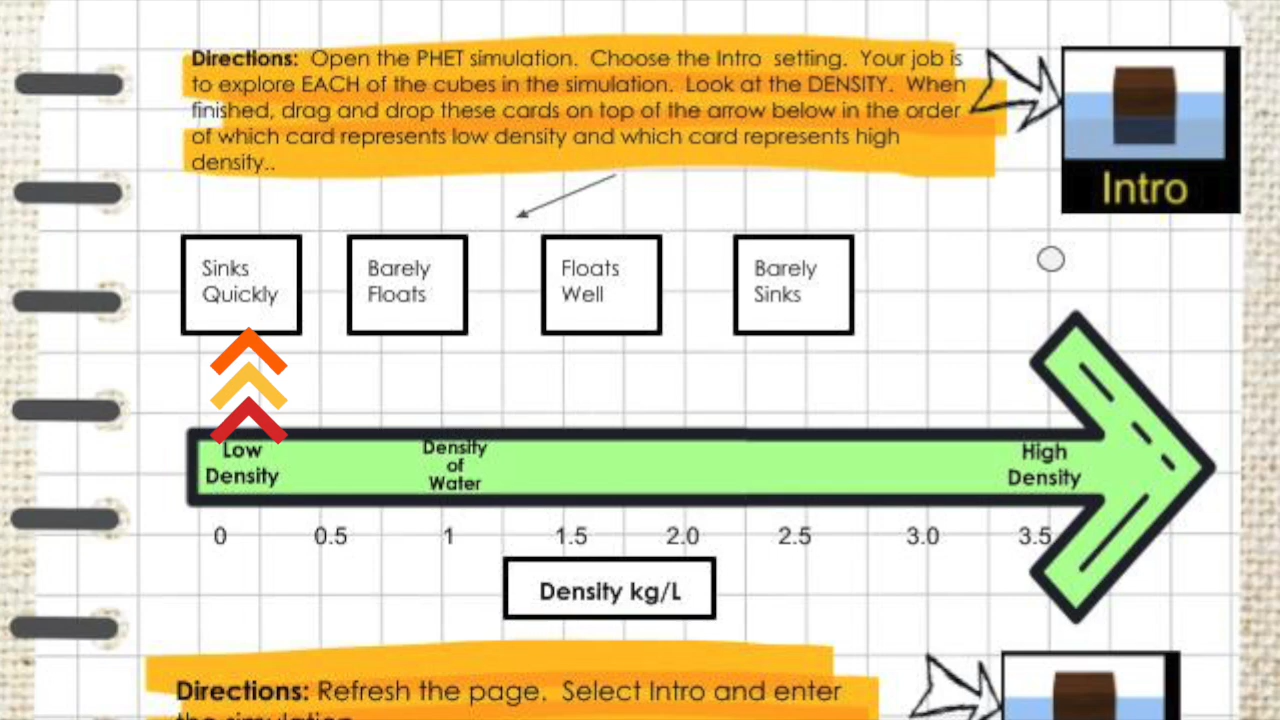 Directions: Open the PHET simulation. Choose the Intro setting. Your job is
to explore EACH of the cubes in the simulation. Look at the DENSITY. When
finished, drag and drop these cards on top of the arrow below in the order
of which card represents low density and which card represents high
density..
Intro
Sinks
Quickly
Barely
Floats
Floats
Well
Barely
Sinks
Low
Density
Density
of
Water
High
Density
0 0.5 1 1.5 2.0 2.5 3.0 3.5
Density kg/L
Directions: Refresh the page. Select Intro and enter
the simulation